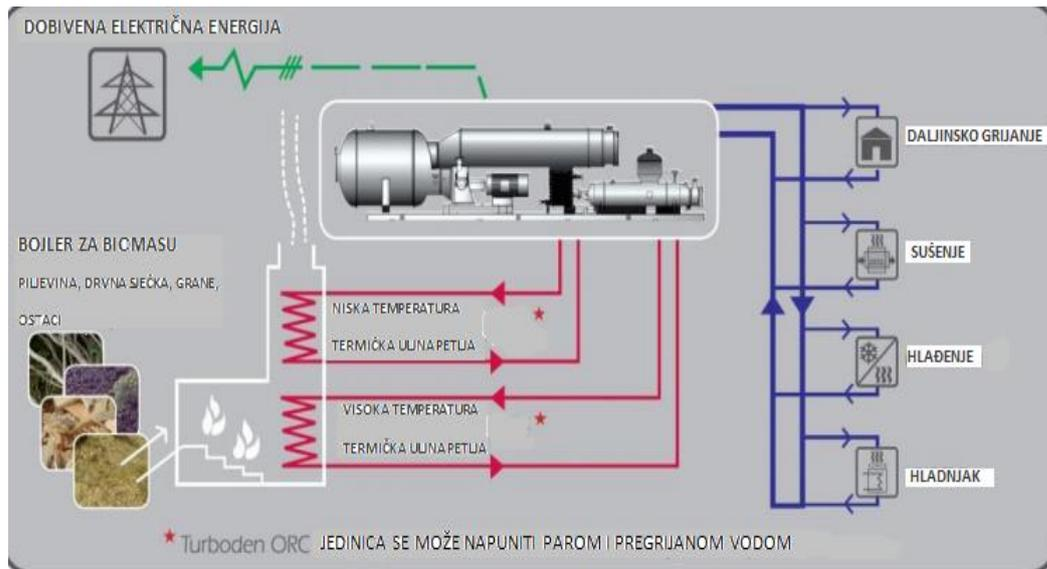 DOBIVENA ELEKTRIČNA ENERGIJA
DALJINSKO GRIJANJE
BOJLER ZA BIOMASU
PILJEVINA, DRVNA SJEČKA, GRANE,
OSTACI
SUŠENJE
NISKA TEMPERATURA
TERMIČKA ULJNA PETLJA
HLAĐENJE
VISOKA TEMPERATURA
TERMIČKA ULJNA PETLJA
HLADNJAK
Turboden ORC JEDINICA SE MOŽE NAPUNITI PAROM I PREGRIJANOM VODOM